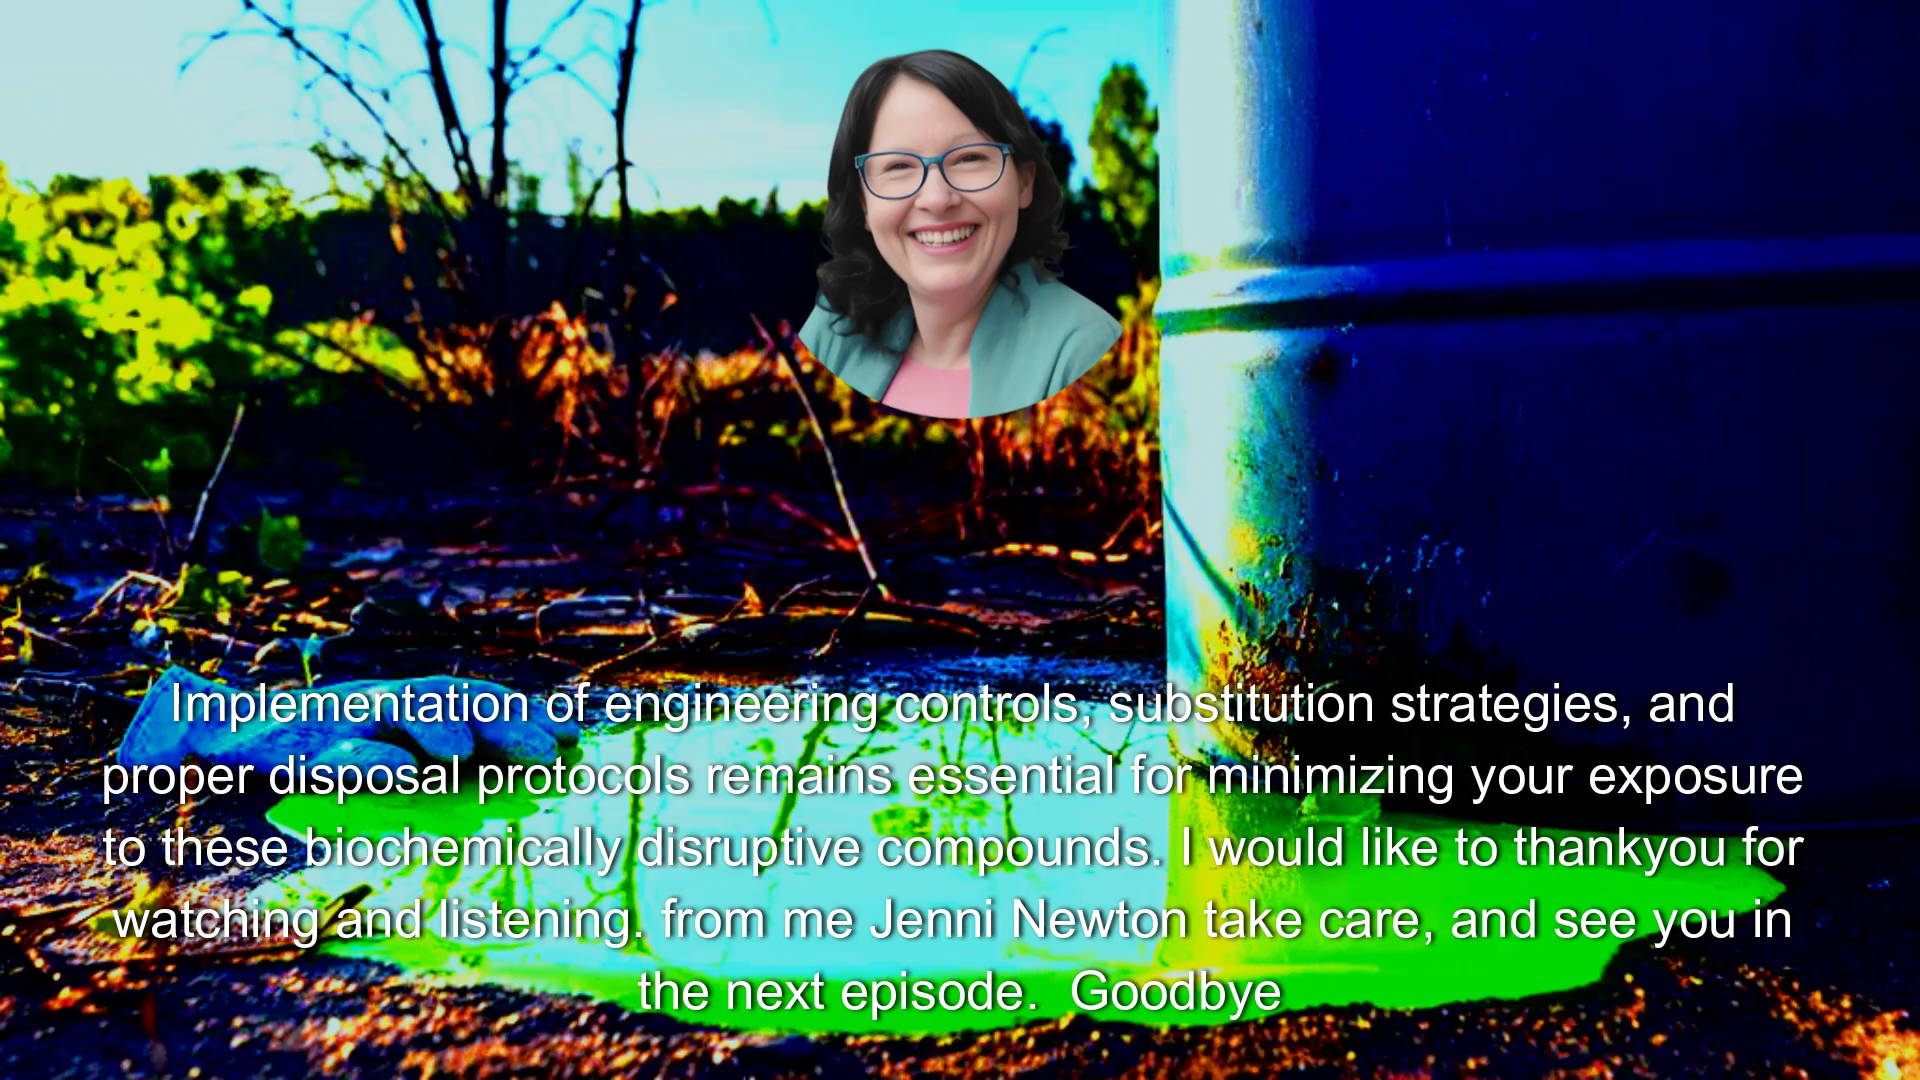 Implementation of engineering controls, substitution strategies, and
proper disposal protocols remains essential for minimizing your exposure
to these biochemically disruptive compounds. I would like to thankyou for
watching and listening. from me Jenni Newton take care, and see you in
the next episode.  Goodbye